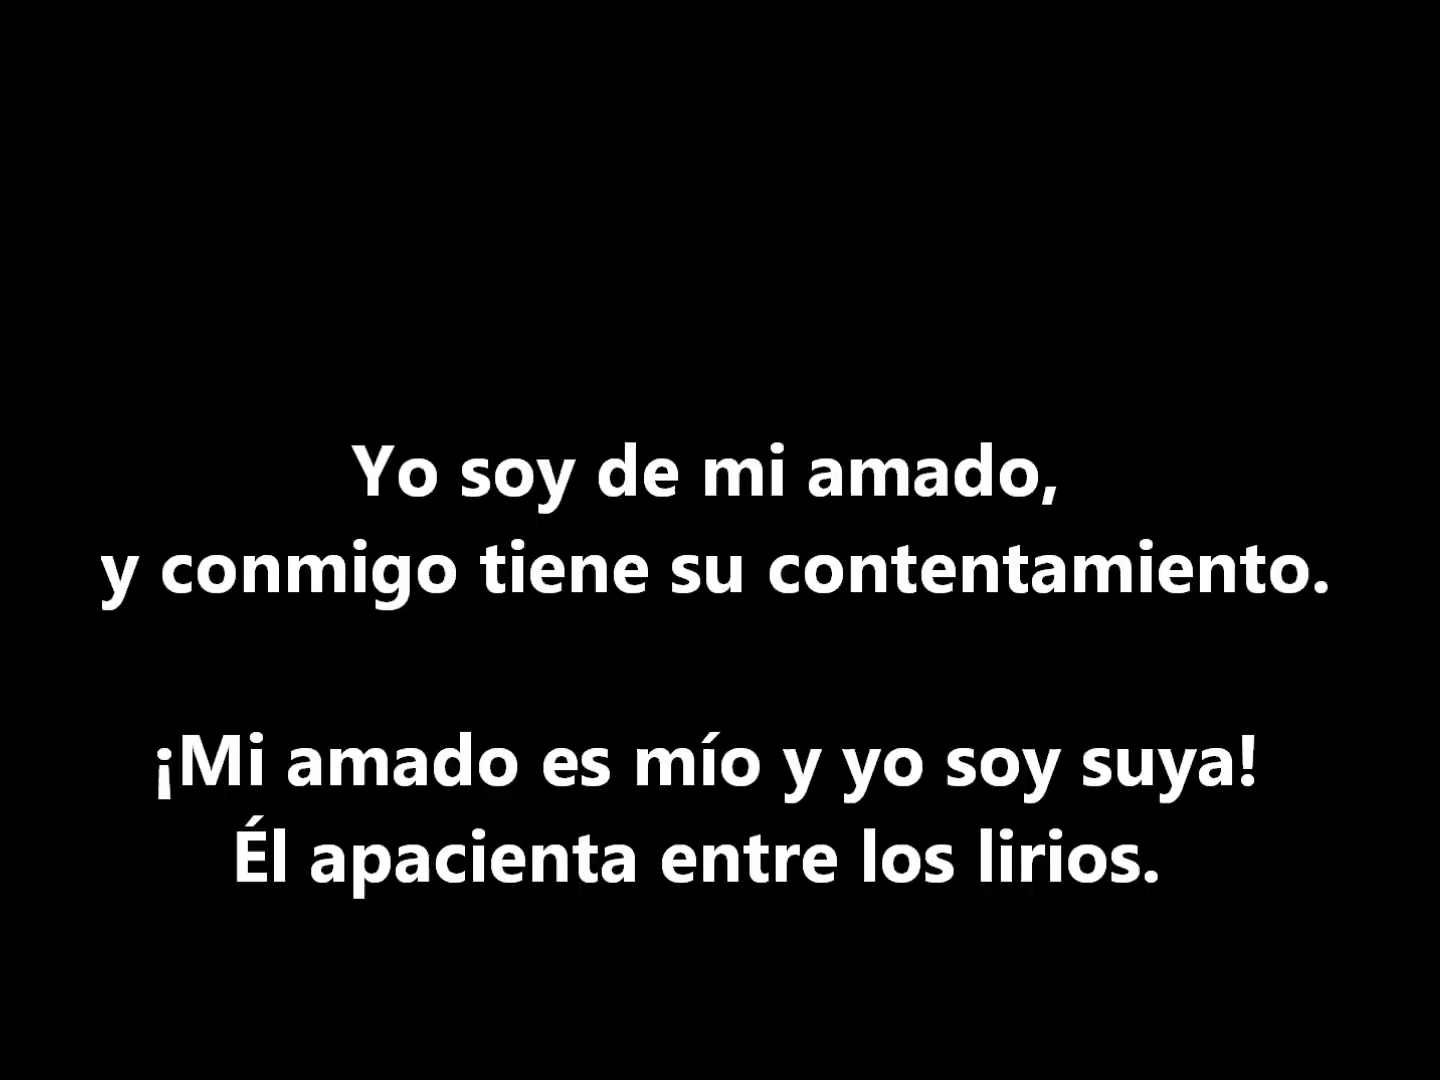 Yo soy de mi amado,
y conmigo tiene su contentamiento.
¡Mi amado es mío y yo soy suya!
Él apacienta entre los lirios.